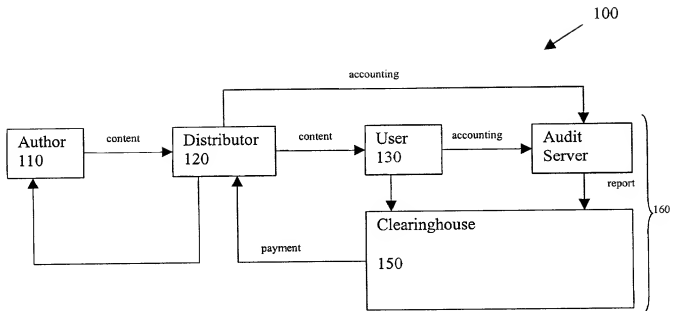 100
accounting
Author
110
content
Distributor
120
content
User
130
accounting
Audit
Server
report
160
Clearinghouse
payment
150